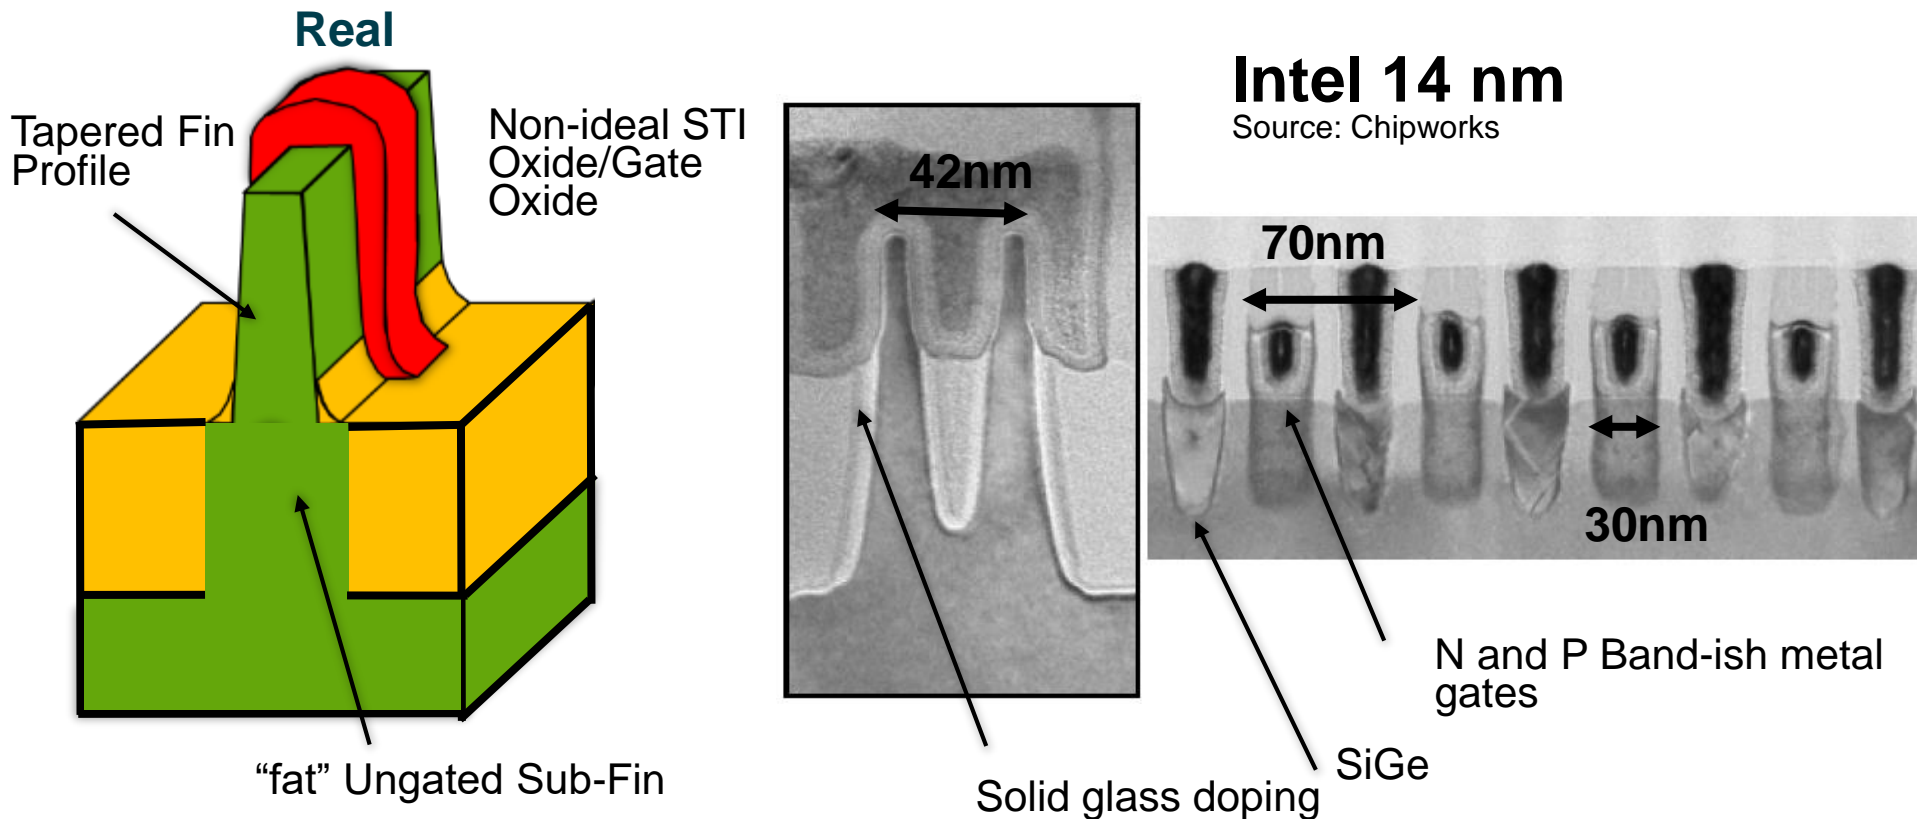 Real
Tapered Fin
Profile
Non-ideal STI
Oxide/Gate
Oxide
“fat” Ungated Sub-Fin
42nm
Solid glass doping
Intel 14 nm
Source: Chipworks
70nm
30nm
N and P Band-ish metal
gates
SiGe